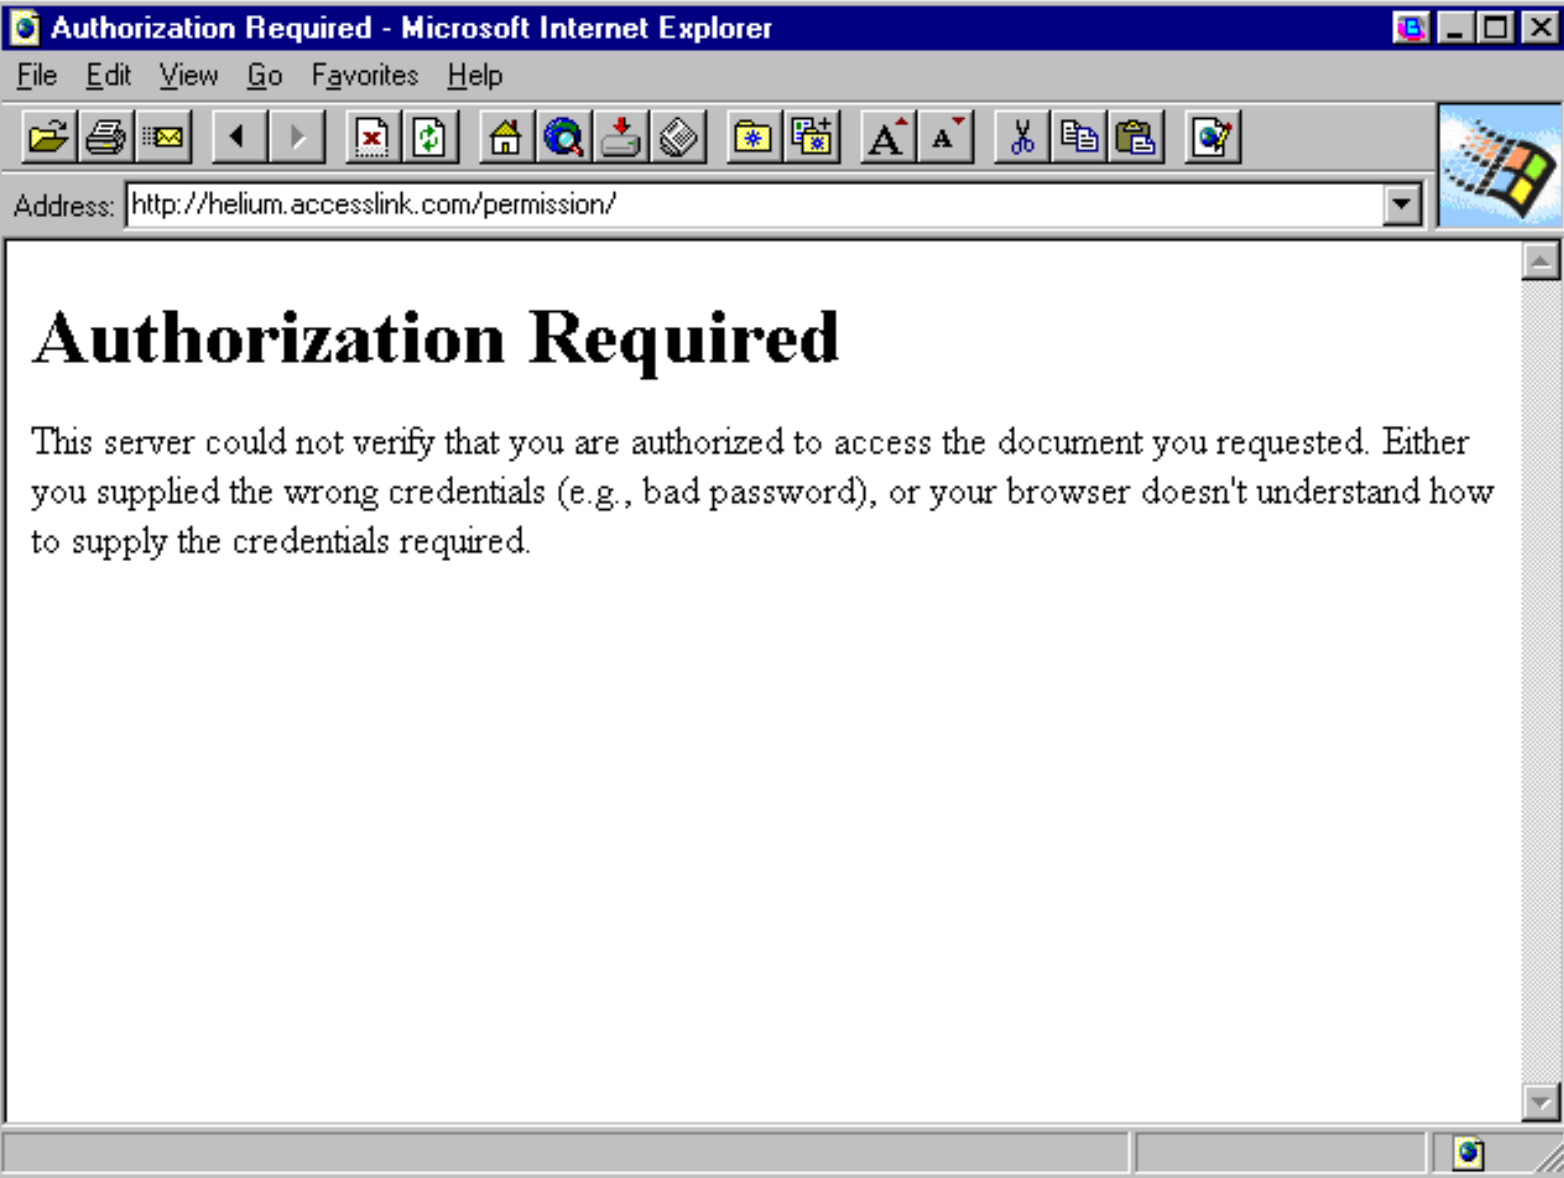 Authorization Required - Microsoft Internet Explorer
File Edit View Go Favorites Help
A A
Address: http://helium.accesslink.com/permission/
Authorization Required
This server could not verify that you are authorized to access the document you requested. Either
you supplied the wrong credentials (e.g., bad password), or your browser doesn't understand how
to supply the credentials required.